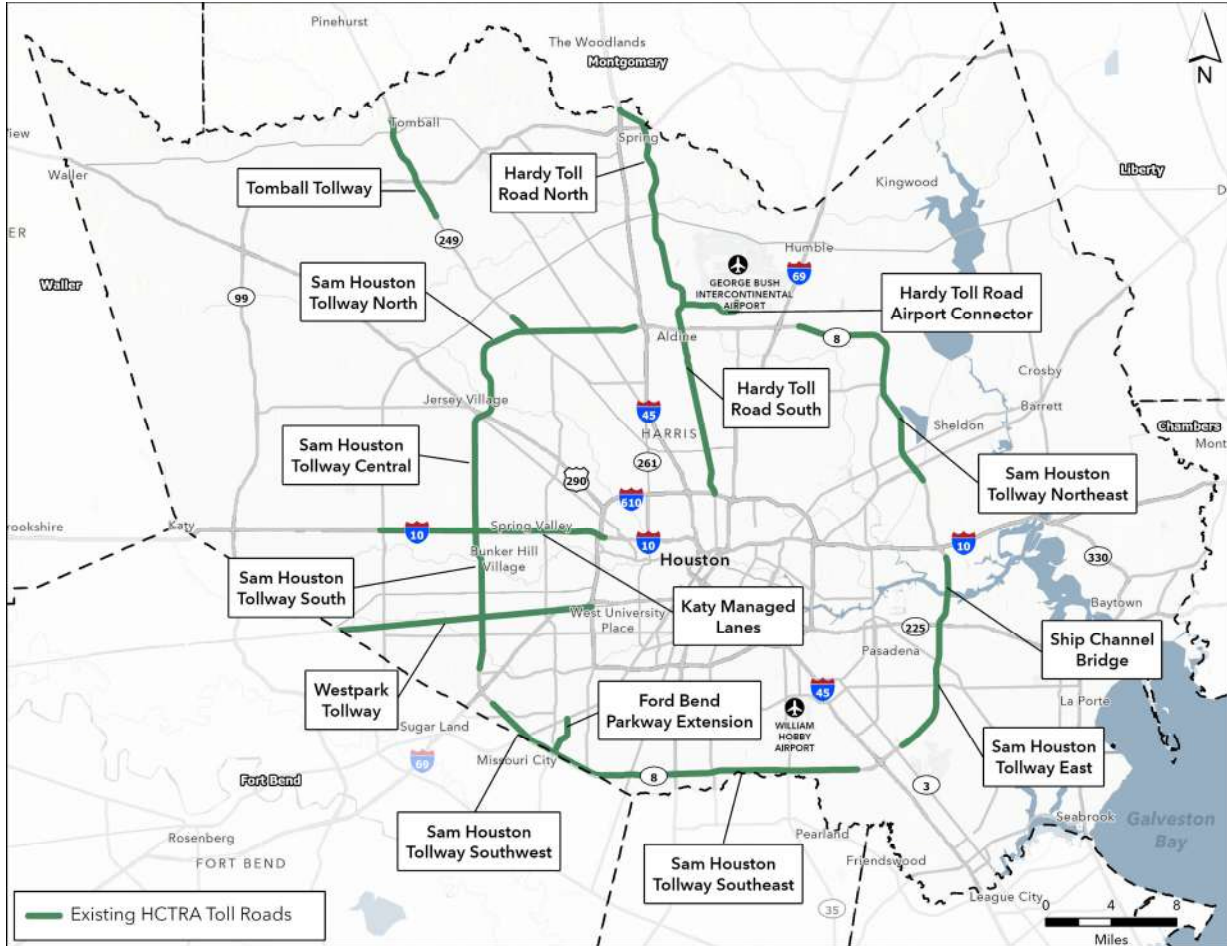 Pinehurst
The Woodlands
Montgomery
N
View
Tomball
Spring
Waller
Tomball Tollway
Hardy Toll
Road North
Kingwood
Liberty
D
ER
249
Humble
69
Waller
99
Sam Houston
Tollway North
GEORGE BUSH
INTERCONTINENTAL
AIRPORT
Hardy Toll Road
Airport Connector
Aldine
8
Crosby
Jersey Village
45
HARRIS
Hardy Toll
Road South
Barrett
Sheldon
Chambers
Mont
Sam Houston
Tollway Central
261
290
610
Sam Houston
Tollway Northeast
rookshire
Katy
10
Spring Valley
10
10
Bunker Hill
Village
Houston
330
Sam Houston
Tollway South
Katy Managed
Lanes
Baytown
West University
Place
225
Pasadena
Ship Channel
Bridge
Westpark
Tollway
45
Ford Bend
Parkway Extension
La Porte
WILLIAM
HOBBY
AIRPORT
Sugar Land
69
Missouri City
8
Sam Houston
Tollway East
Fort Bend
3
Seabrook
Galveston
Bay
Rosenberg
FORT BEND
Sam Houston
Tollway Southwest
Sam Houston
Tollway Southeast
Pearland
Friendswood
League City
35
Existing HCTRA Toll Roads
0 4 8
Miles